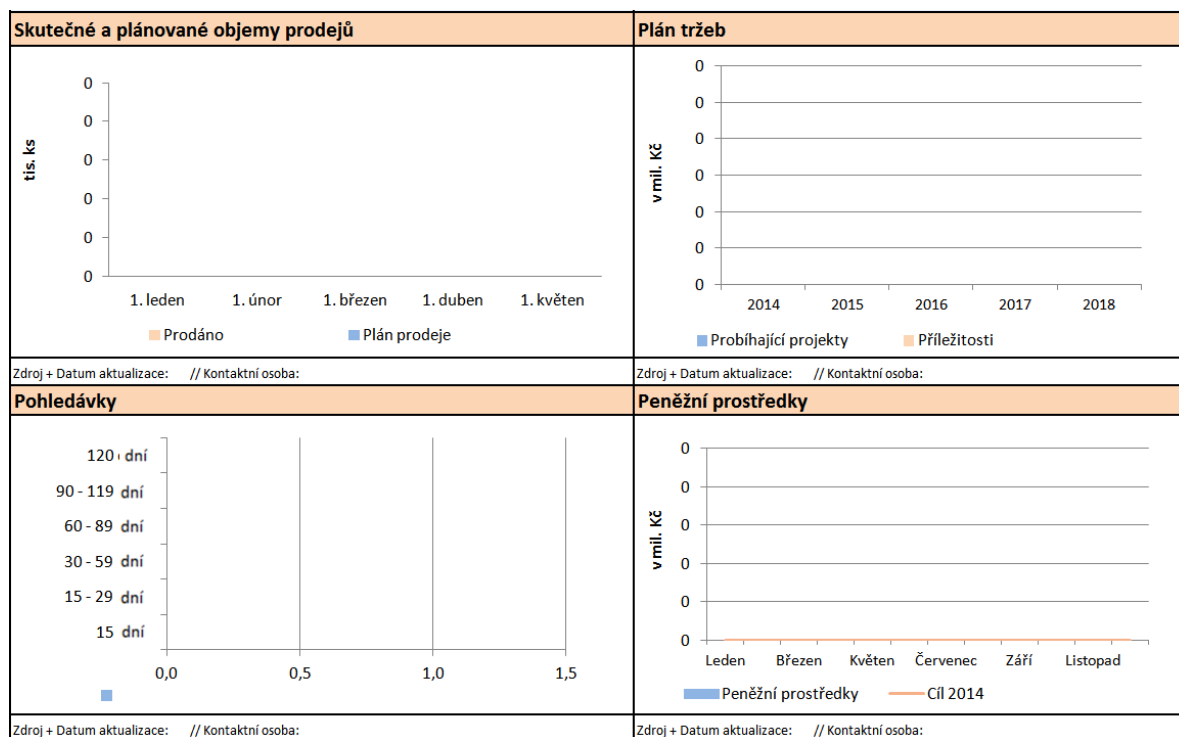 Skutečné a plánované objemy prodejů
tis. ks
0
0
0
0
0
0
1. leden 1. únor 1. březen 1. duben 1. květen
Prodáno Plán prodeje
Zdroj + Datum aktualizace: // Kontaktní osoba:
Plán tržeb
v mil. Kč
0
0
0
0
0
0
0
2014 2015 2016 2017 2018
Probíhající projekty Příležitosti
Zdroj + Datum aktualizace: // Kontaktní osoba:
Pohledávky
120 dní
90 - 119 dní
60 - 89 dní
30 - 59 dní
15 - 29 dní
15 dní
0,0 0,5 1,0 1,5
Zdroj + Datum aktualizace: // Kontaktní osoba:
Peněžní prostředky
v mil. Kč
0
0
0
0
0
0
Leden Březen Květen Červenec Září Listopad
Peněžní prostředky Cíl 2014
Zdroj + Datum aktualizace: // Kontaktní osoba: